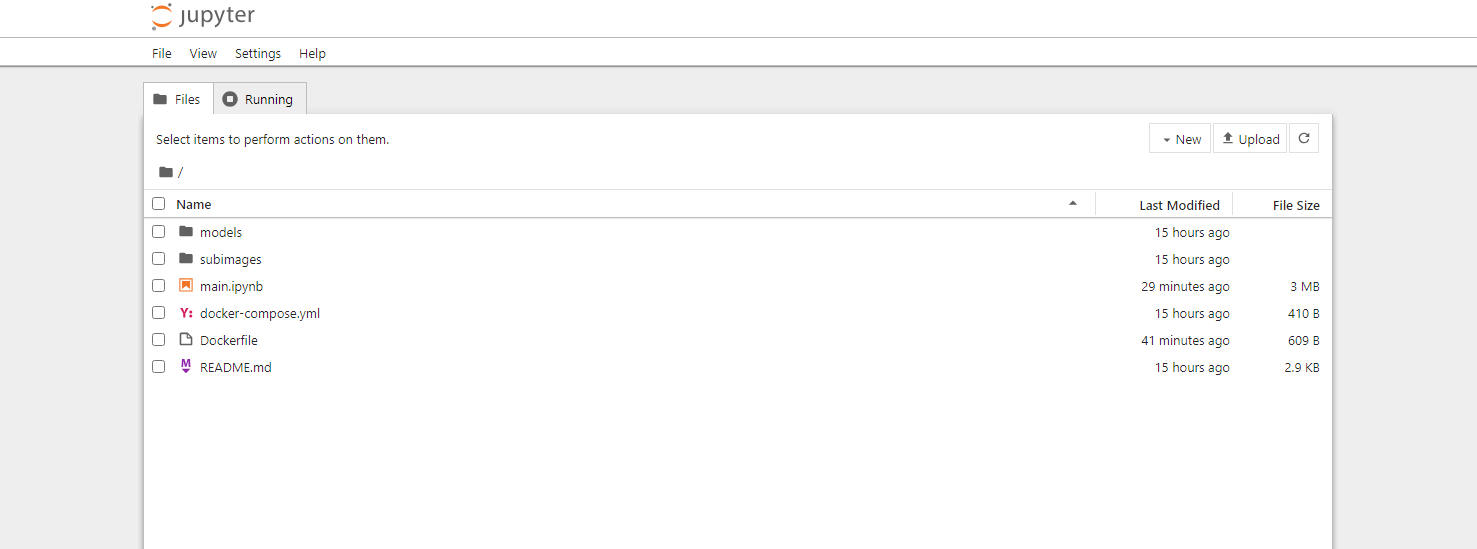 jupyter
File View Settings Help
Files Running
Select items to perform actions on them.
New Upload
/
Name Last Modified File Size
models 15 hours ago
subimages 15 hours ago
main.ipynb 29 minutes ago 3 MB
Y: docker-compose.yml 15 hours ago 410 B
Dockerfile 41 minutes ago 609 B
M README.md 15 hours ago 2.9 KB